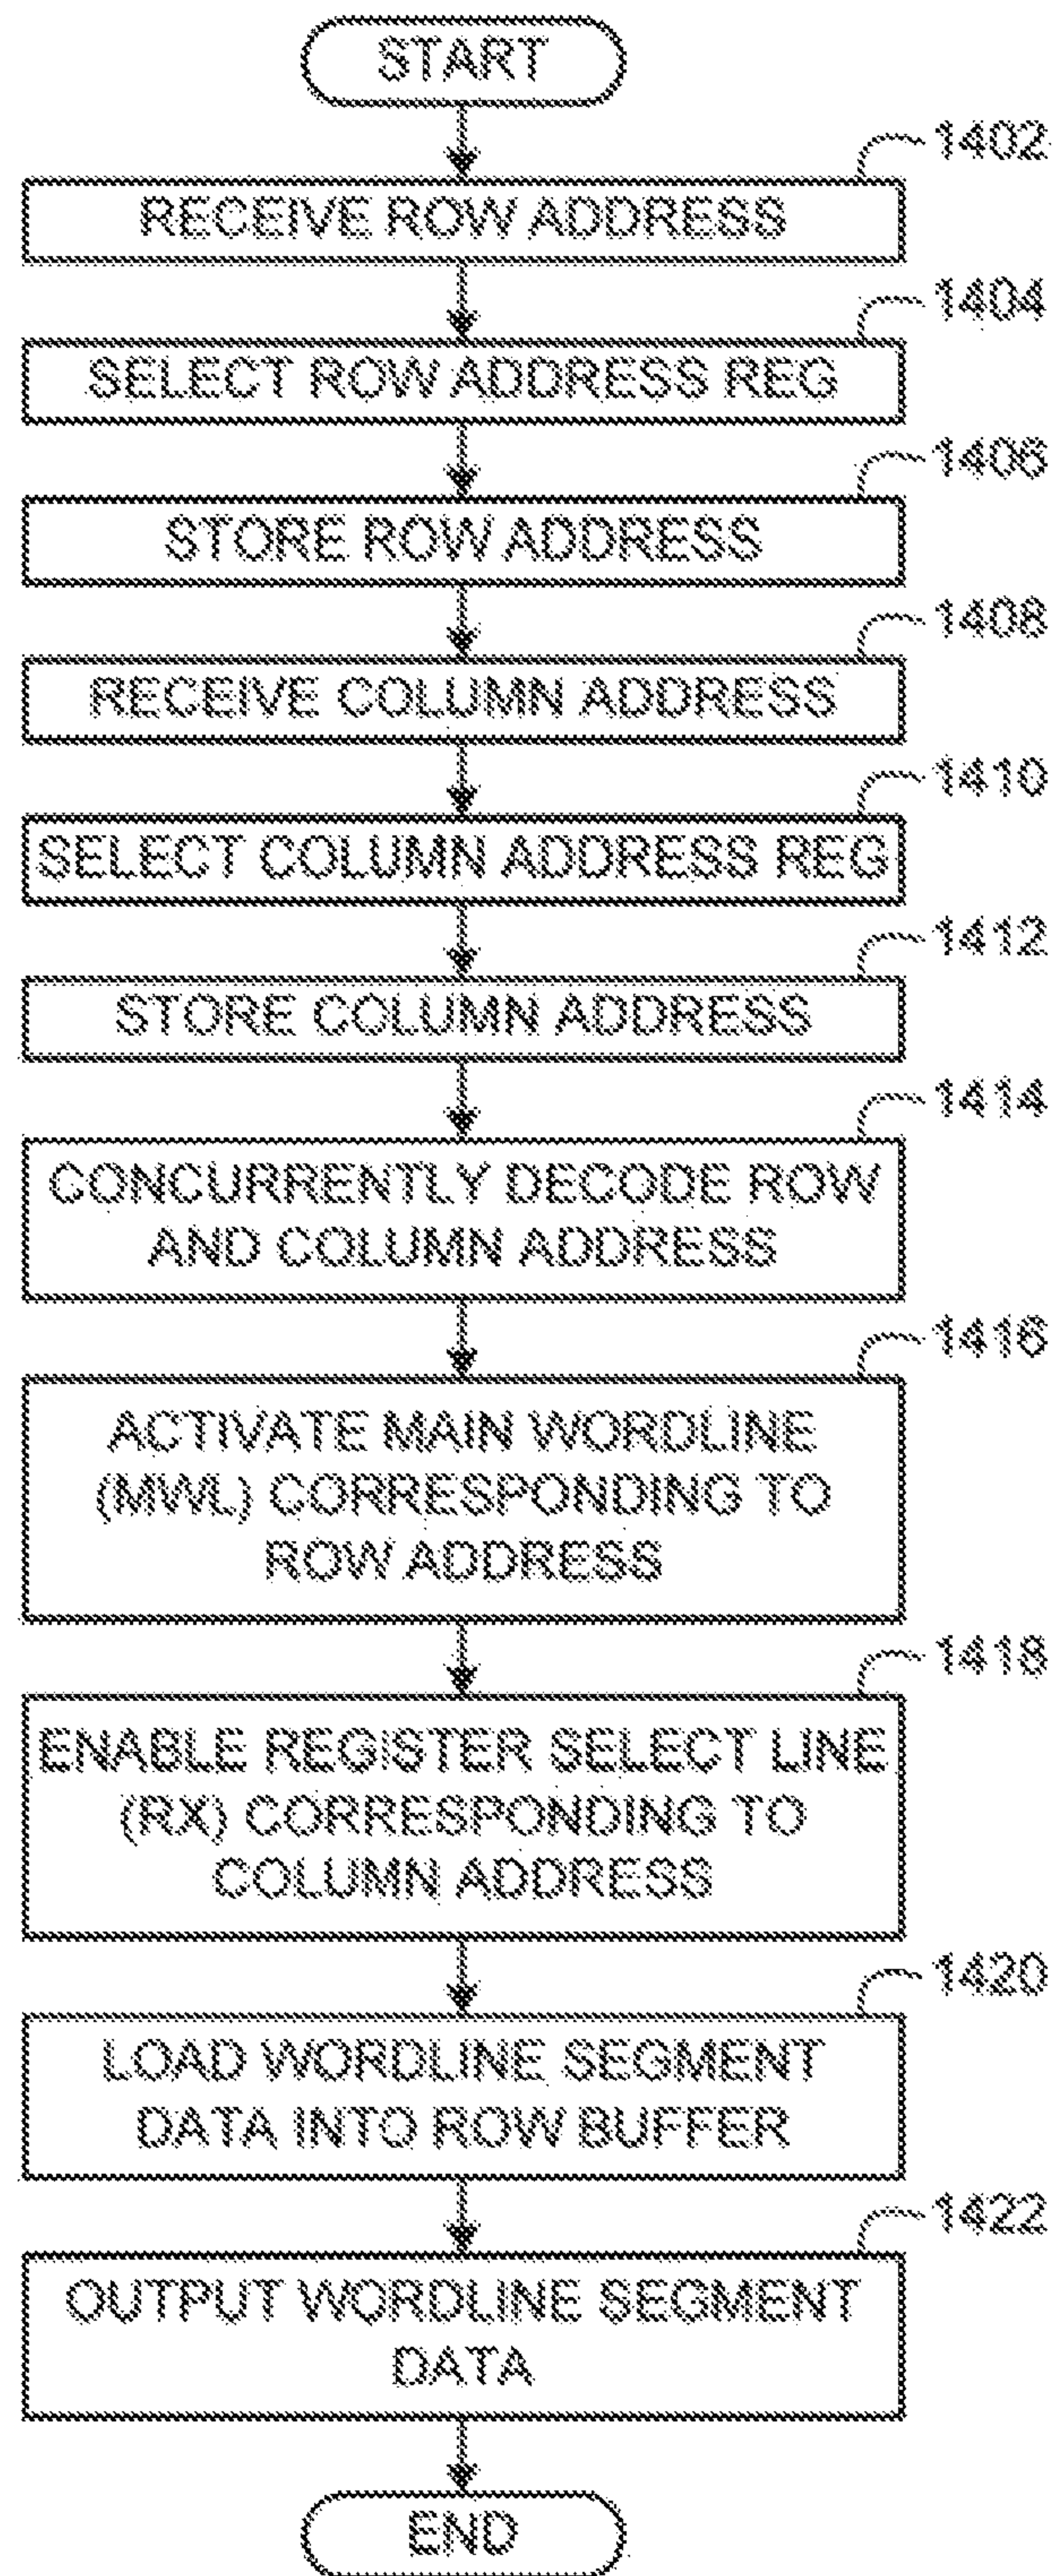 START
1402
RECEIVE ROW ADDRESS
1404
SELECT ROW ADDRESS REG
1406
STORE ROW ADDRESS
1408
RECEIVE COLUMN ADDRESS
1410
SELECT COLUMN ADDRESS REG
1412
STORE COLUMN ADDRESS
1414
CONCURRENTLY DECODE ROW
AND COLUMN ADDRESS
1416
ACTIVATE MAIN WORDLINE
(MWL) CORRESPONDING TO
ROW ADDRESS
1418
ENABLE REGISTER SELECT LINE
(RX) CORRESPONDING TO
COLUMN ADDRESS
1420
LOAD WORDLINE SEGMENT
DATA INTO ROW BUFFER
1422
OUTPUT WORDLINE SEGMENT
DATA
END